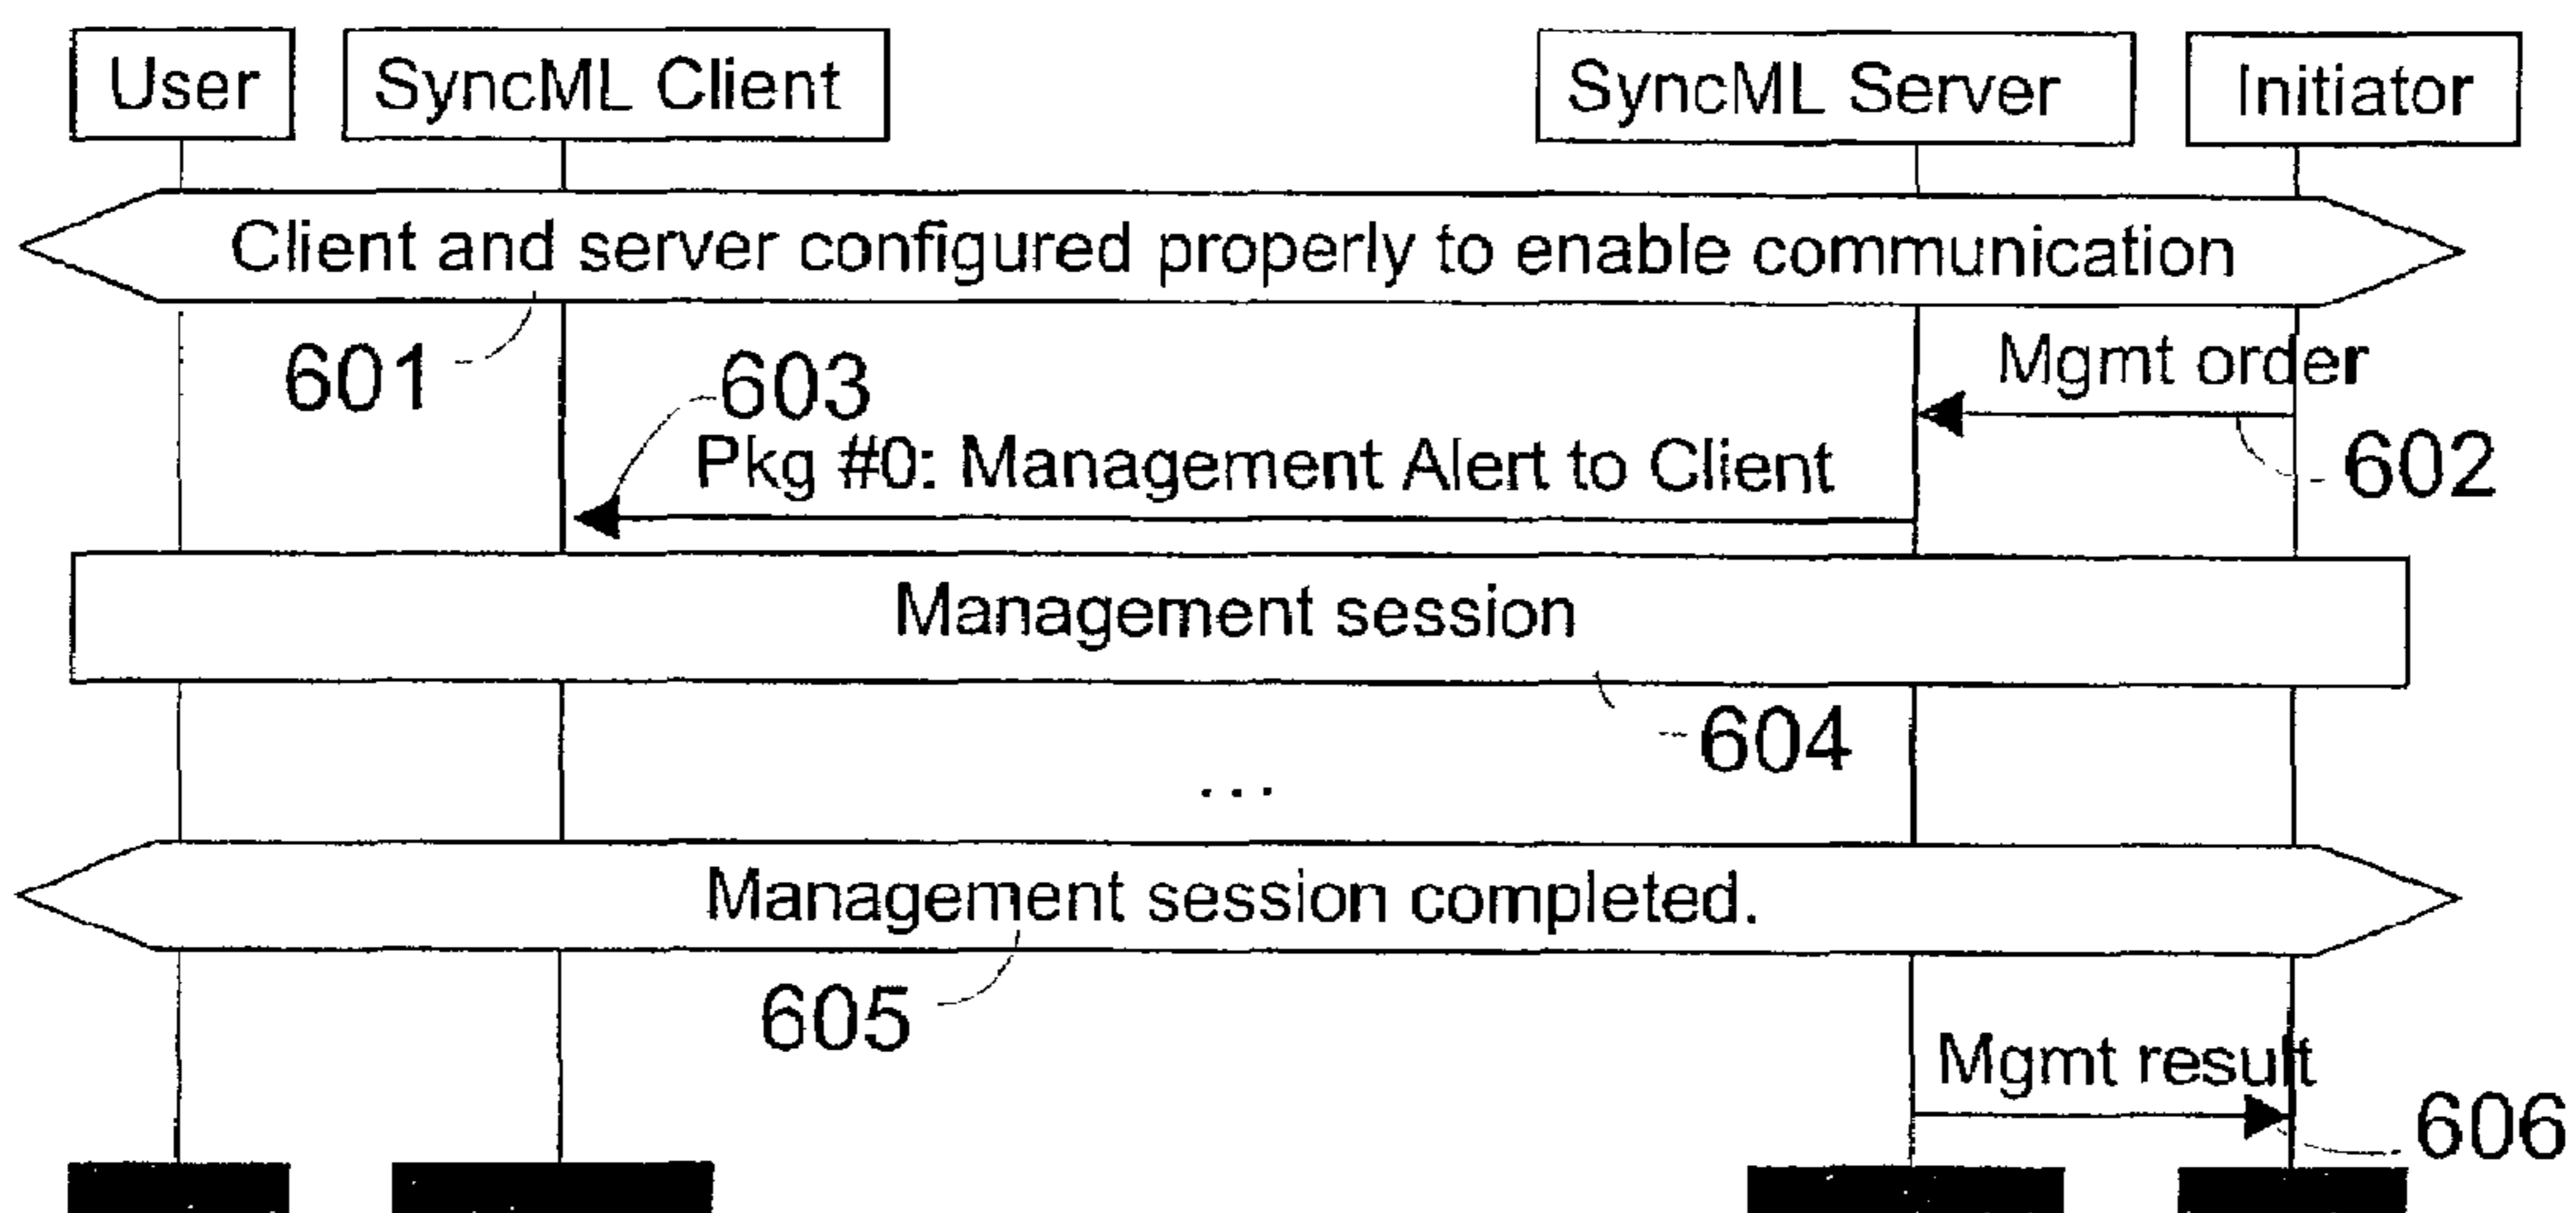 User
SyncML Client
SyncML Server
Initiator
Client and server configured properly to enable communication
601
603
Mgmt order
602
Pkg #0: Management Alert to Client
Management session
604
...
Management session completed.
605
Mgmt result
606